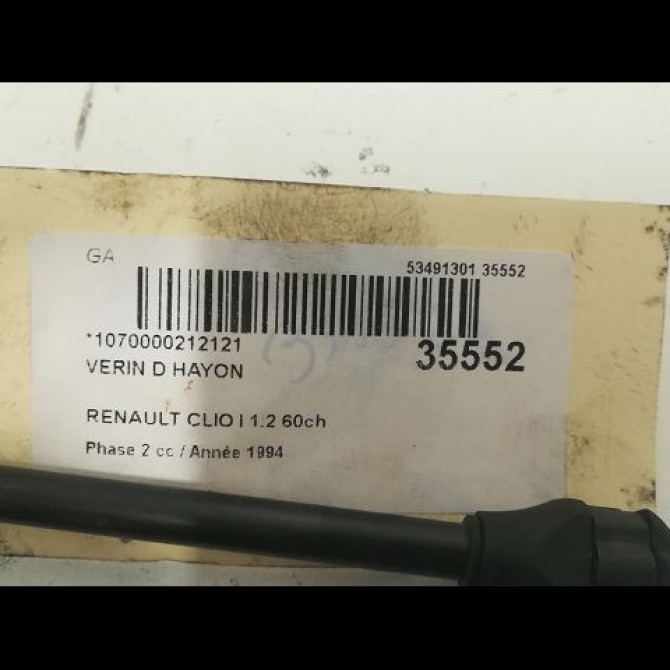 GA
53491301 35552
*1070000212121
35552
VERIN D HAYON
RENAULT CLIO I 1.2 60ch
Phase 2 cc / Année 1994